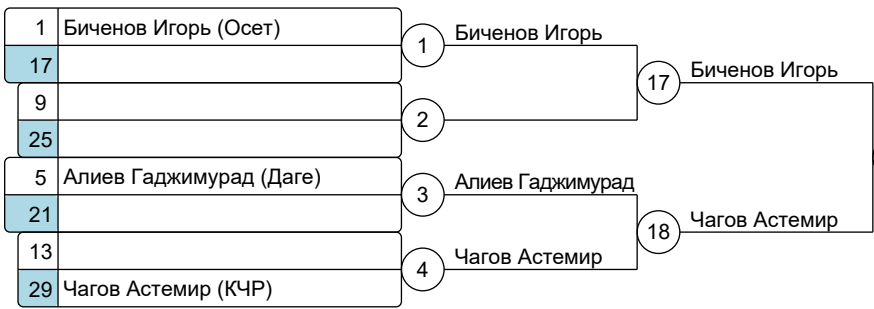 1 Биченов Игорь (Осет)
17
9
25
5 Алиев Гаджимурад (Даге)
21
13
29 Чагов Астемир (КЧР)
1 Биченов Игорь
2
3 Алиев Гаджимурад
4 Чагов Астемир
17 Биченов Игорь
18 Чагов Астемир